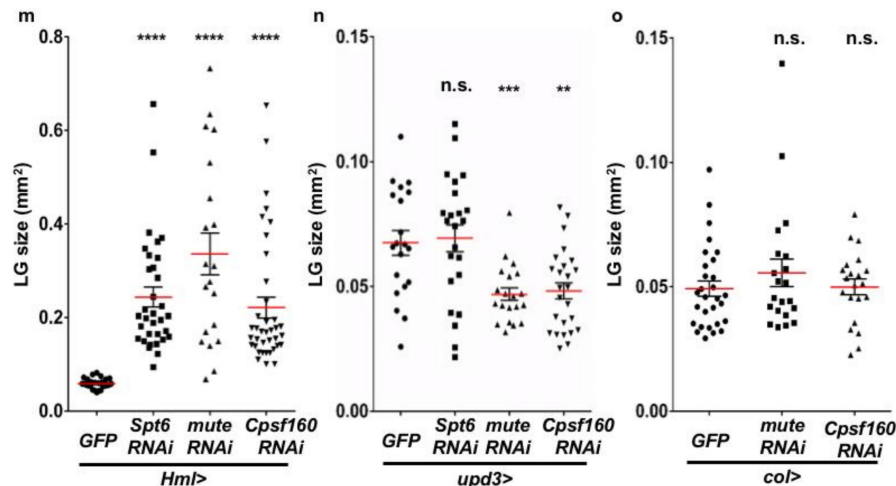 m
LG size (mm²)
0.8
0.6
0.4
0.2
0.0
**** **** ****
GFP Spt6 RNAi mute RNAi Cpsf160 RNAi
Hml>
n
LG size (mm²)
0.15
0.10
0.05
0.00
n.s. *** **
GFP Spt6 RNAi mute RNAi Cpsf160 RNAi
upd3>
o
LG size (mm²)
0.15
0.10
0.05
0.00
n.s. n.s.
GFP mute RNAi Cpsf160 RNAi
col>